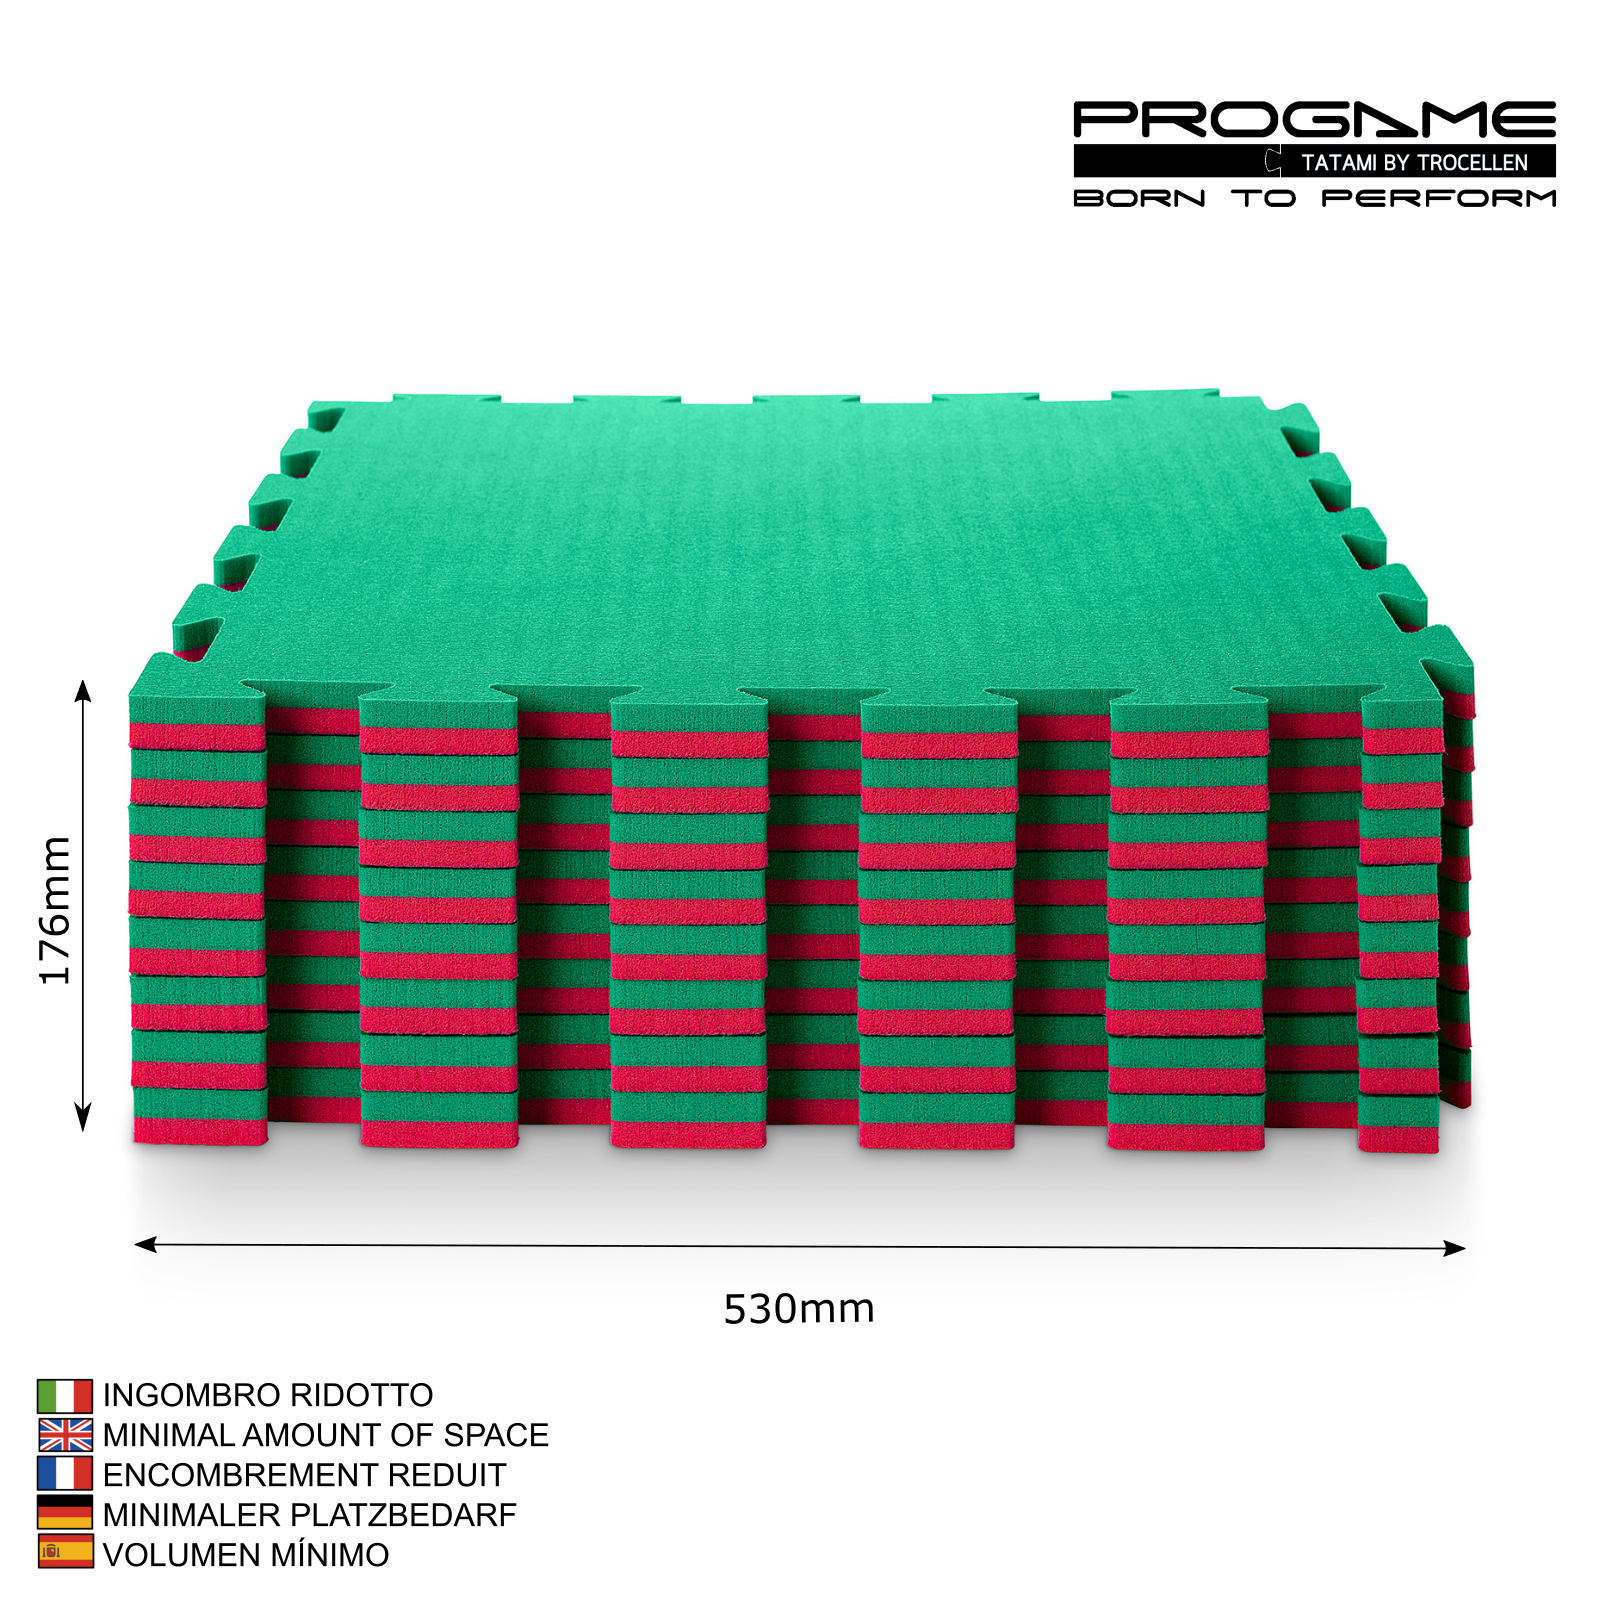 PROGAME
TATAMI BY TROCELLEN
BORN TO PERFORM
176mm
530mm
INGOMBRO RIDOTTO
MINIMAL AMOUNT OF SPACE
ENCOMBREMENT REDUIT
MINIMALER PLATZBEDARF
VOLUMEN MÍNIMO